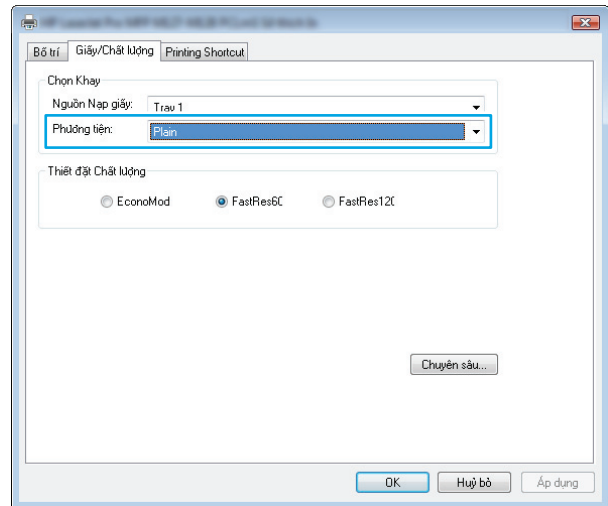 Bố trí Giấy/Chất lượng Printing Shortcut
Chọn Khay
Nguồn Nạp giấy: Tray 1
Phương tiện: Plain
Thiết đặt Chất lượng
EconoMod FastRes60 FastRes120
Chuyên sâu...
OK Huỷ bỏ Áp dụng